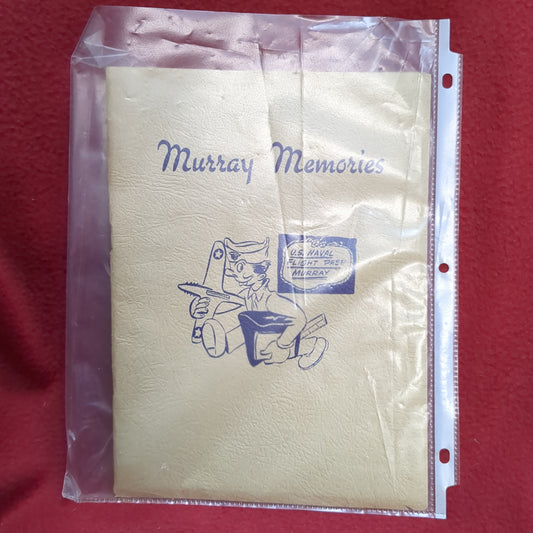 Murray Memories
U.S. NAVAL
FLIGHT PREP
MURRAY